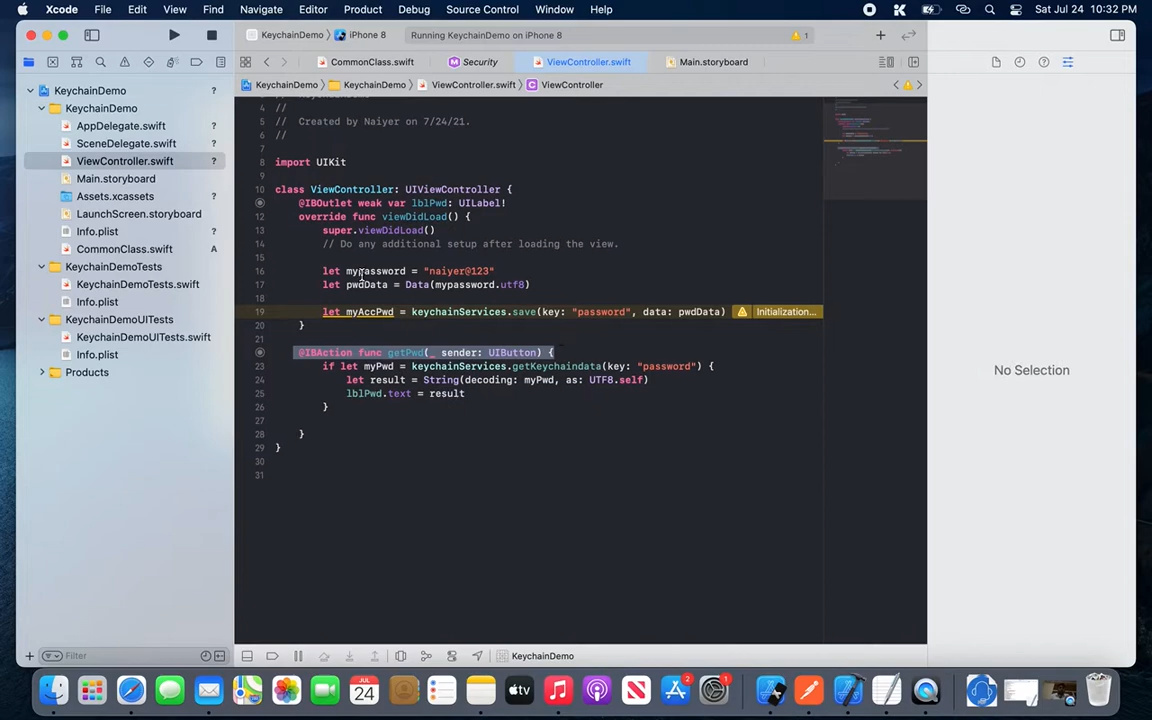 Xcode File Edit View Find Navigate Editor Product Debug Source Control Window Help Sat Jul 24 10:32 PM
KeychainDemo iPhone 8 Running KeychainDemo on iPhone 8 1
CommonClass.swift Security ViewController.swift Main.storyboard
KeychainDemo KeychainDemo ViewController.swift ViewController
KeychainDemo
KeychainDemo
AppDelegate.swift ?
SceneDelegate.swift ?
ViewController.swift ?
Main.storyboard ?
Assets.xcassets ?
LaunchScreen.storyboard ?
Info.plist ?
CommonClass.swift A
KeychainDemoTests
KeychainDemoTests.swift ?
Info.plist ?
KeychainDemoUITests
KeychainDemoUITests.swift ?
Info.plist ?
Products
Filter
4 //
5 // Created by Naiyer on 7/24/21.
6 //
7
8 import UIKit
9
10 class ViewController: UIViewController {
@IBOutlet weak var lblPwd: UILabel!
12 override func viewDidLoad() {
13 super.viewDidLoad()
14 // Do any additional setup after loading the view.
15
16 let mypassword = "naiyer@123"
17 let pwdData = Data(mypassword.utf8)
18
19 let myAccPwd = keychainServices.save(key: "password", data: pwdData) Initialization...
20 }
21
@IBAction func getPwd(_ sender: UIButton) {
23 if let myPwd = keychainServices.getKeychaindata(key: "password") {
24 let result = String(decoding: myPwd, as: UTF8.self)
25 lblPwd.text = result
26 }
27
28 }
29 }
30
31
No Selection
KeychainDemo
JUL
24
tv
2
1